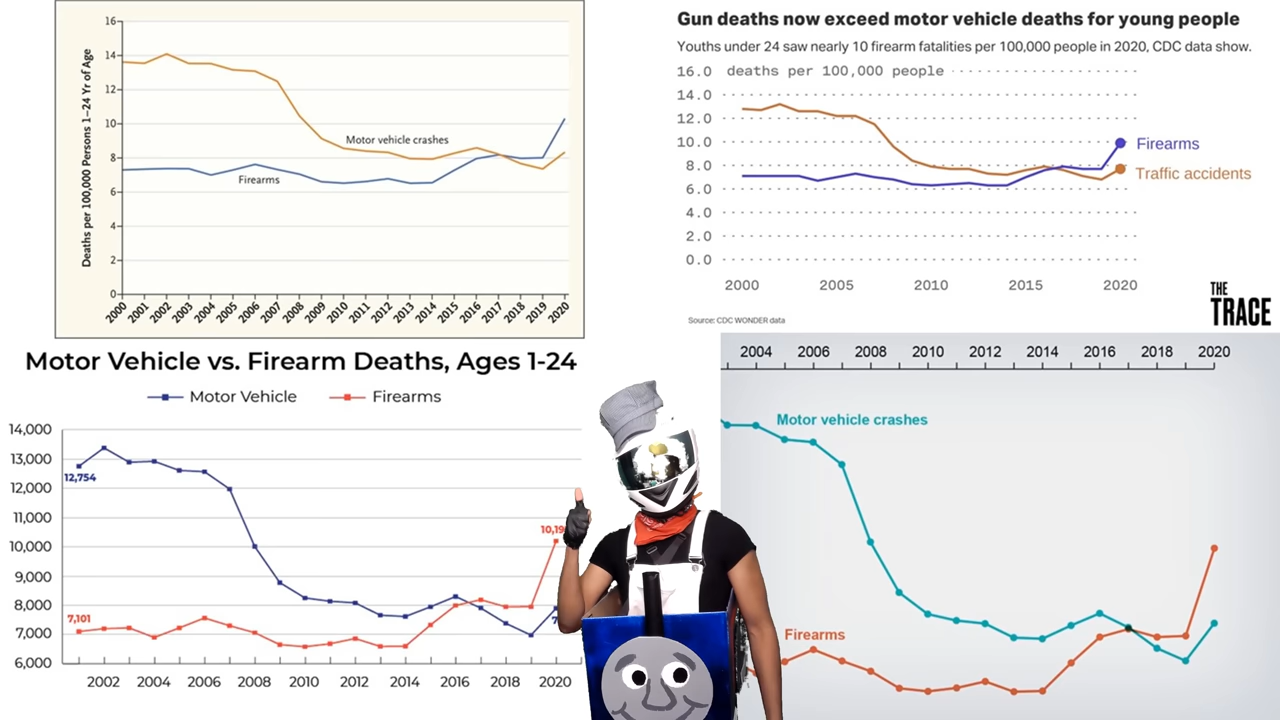 16
14
12
10
8
6
4
2
0
Deaths per 100,000 Persons 1–24 Yr of Age
Motor vehicle crashes
Firearms
2000 2001 2002 2003 2004 2005 2006 2007 2008 2009 2010 2011 2012 2013 2014 2015 2016 2017 2018 2019 2020
Gun deaths now exceed motor vehicle deaths for young people
Youths under 24 saw nearly 10 firearm fatalities per 100,000 people in 2020, CDC data show.
16.0 deaths per 100,000 people
14.0
12.0
10.0
Firearms
8.0
Traffic accidents
6.0
4.0
2.0
0.0
2000 2005 2010 2015 2020
THE
TRACE
Source: CDC WONDER data
Motor Vehicle vs. Firearm Deaths, Ages 1-24
Motor Vehicle Firearms
14,000
13,000
12,754
12,000
11,000
10,19
10,000
9,000
8,000
7,101
7
7,000
6,000
2002 2004 2006 2008 2010 2012 2014 2016 2018 2020
2004 2006 2008 2010 2012 2014 2016 2018 2020
Motor vehicle crashes
Firearms